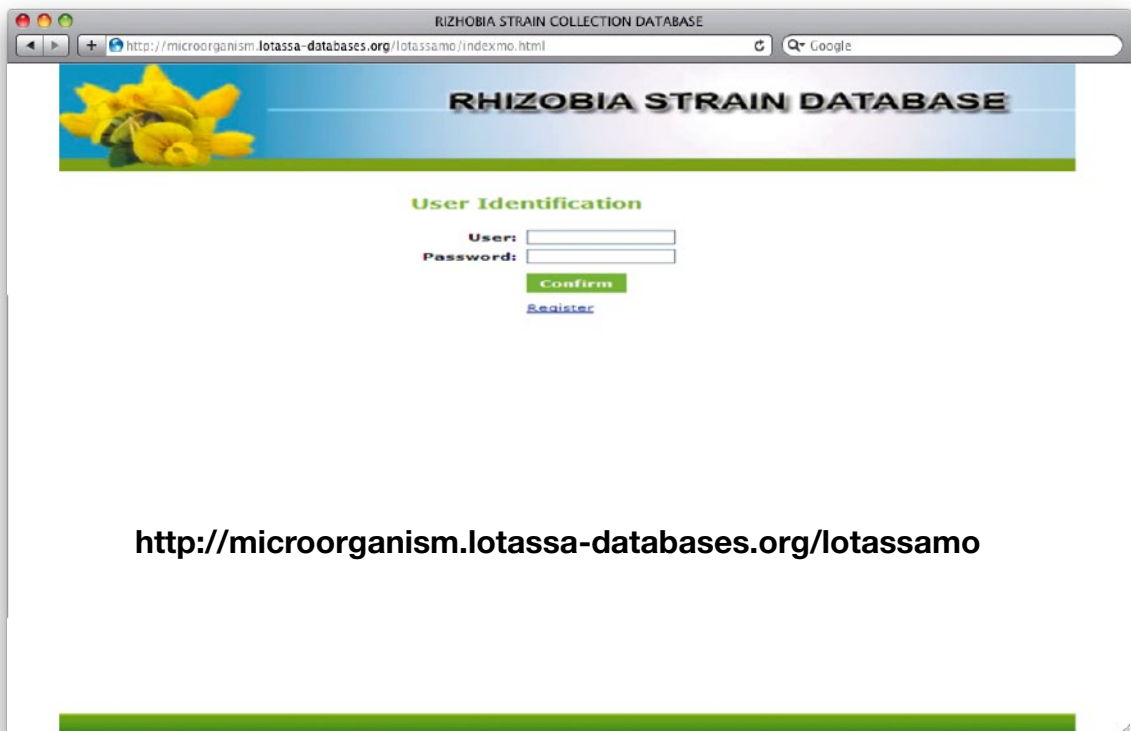 RIZHOBIA STRAIN COLLECTION DATABASE
http://microorganism.lotassa-databases.org/lotassamo/indexmo.html
Google
RHIZOBIA STRAIN DATABASE
User Identification
User:
Password:
Confirm
Register
http://microorganism.lotassa-databases.org/lotassamo